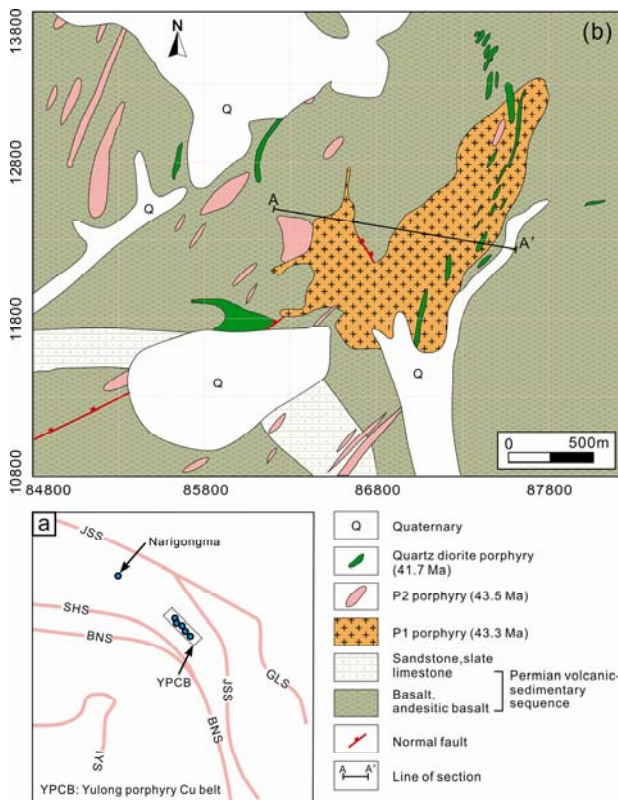 13800
12800
11800
10800
84800
85800
86800
87800
(b)
N
Q
Q
Q
Q
A
A′
0
500m
a
JSS
Narigongma
SHS
BNS
YPCB
JSS
GLS
BNS
IYS
YPCB: Yulong porphyry Cu belt
Q
Quaternary
Quartz diorite porphyry
(41.7 Ma)
P2 porphyry (43.5 Ma)
P1 porphyry (43.3 Ma)
Sandstone,slate
limestone
Basalt,
andesitic basalt
Permian volcanic-
sedimentary
sequence
Normal fault
A A′
Line of section